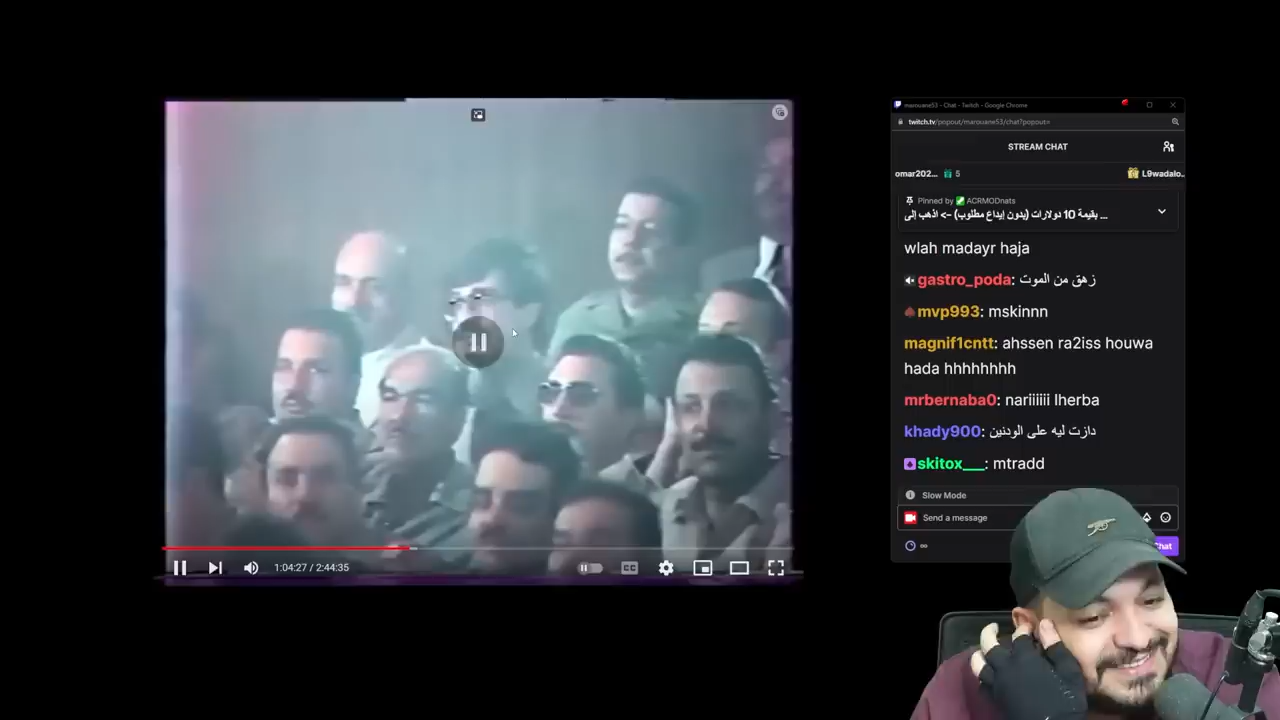 marouane53 - Chat - Twitch - Google Chrome
twitch.tv/popout/marouane53/chat?popout=
STREAM CHAT
omar202... 5 L9wadalo..
Pinned by ACRMODnats
بقيمة 10 دولارات (يدون إيداع مطلوب) -> اذهب إلى ...
wlah madayr haja
gastro_poda: زهق من الموت
mvp993: mskinnn
magnif1cntt: ahssen ra2iss houwa
hada hhhhhhhh
mrbernaba0: nariiiiii lherba
khady900: دازت ليه على الودنين
skitox___: mtradd
Slow Mode
Send a message
∞
Chat
1:04:27 / 2:44:35
CC